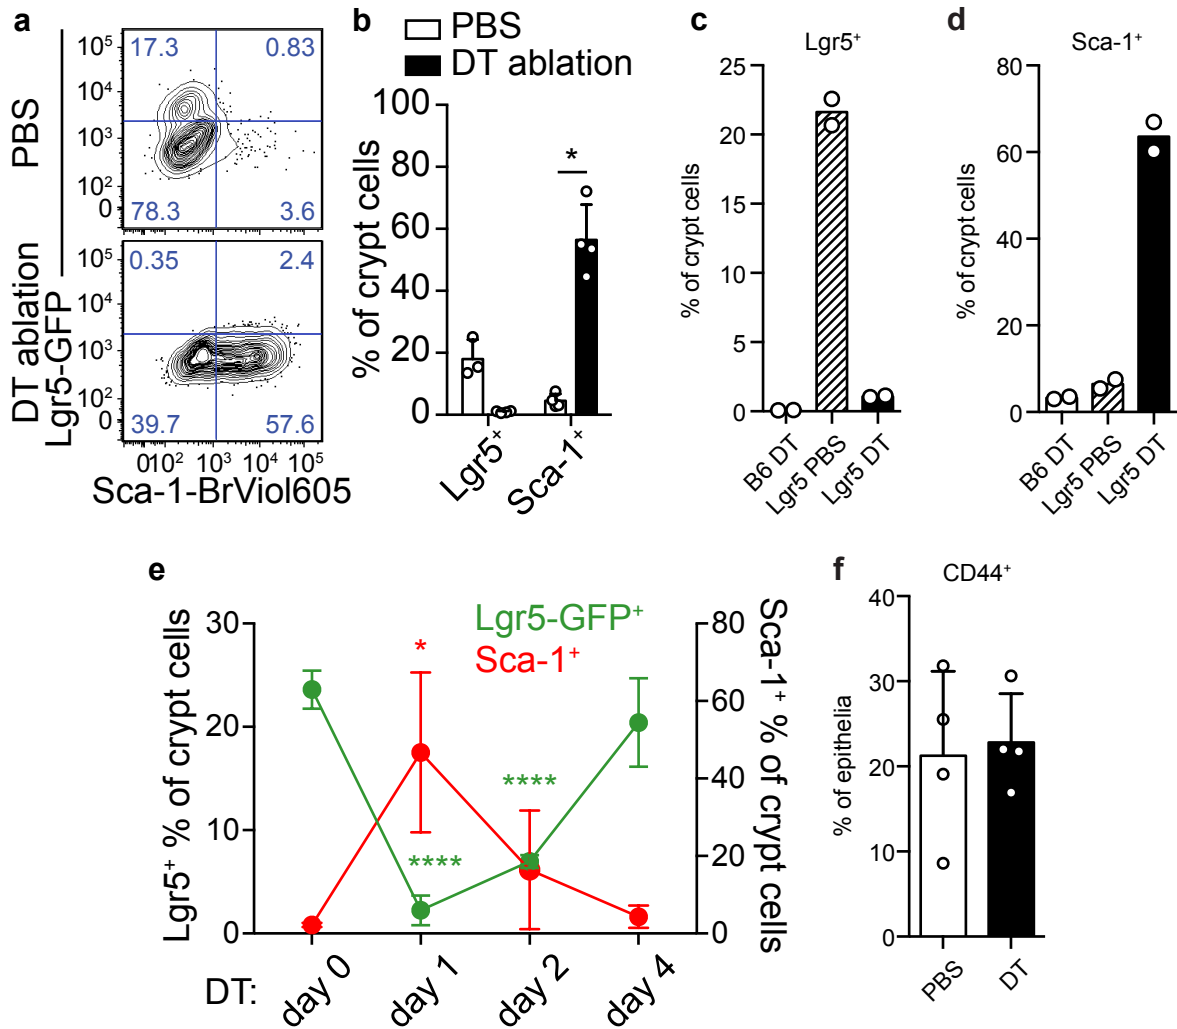 a
PBS
DT ablation
Lgr5-GFP
10⁵
10⁴
10³
10²
0
17.3 0.83
78.3 3.6
10⁵
10⁴
10³
10²
0
0.35 2.4
39.7 57.6
0 10² 10³ 10⁴ 10⁵
Sca-1-BrViol605
b
PBS
DT ablation
% of crypt cells
100
80
60
40
20
0
*
Lgr5⁺
Sca-1⁺
c
Lgr5⁺
% of crypt cells
25
20
15
10
5
0
B6 DT
Lgr5 PBS
Lgr5 DT
d
Sca-1⁺
% of crypt cells
80
60
40
20
0
B6 DT
Lgr5 PBS
Lgr5 DT
e
Lgr5⁺ % of crypt cells
30
20
10
0
Lgr5-GFP⁺
Sca-1⁺
*
****
****
80
60
40
20
0
Sca-1⁺ % of crypt cells
DT:
day 0
day 1
day 2
day 4
f
CD44⁺
% of epithelia
40
30
20
10
0
PBS
DT